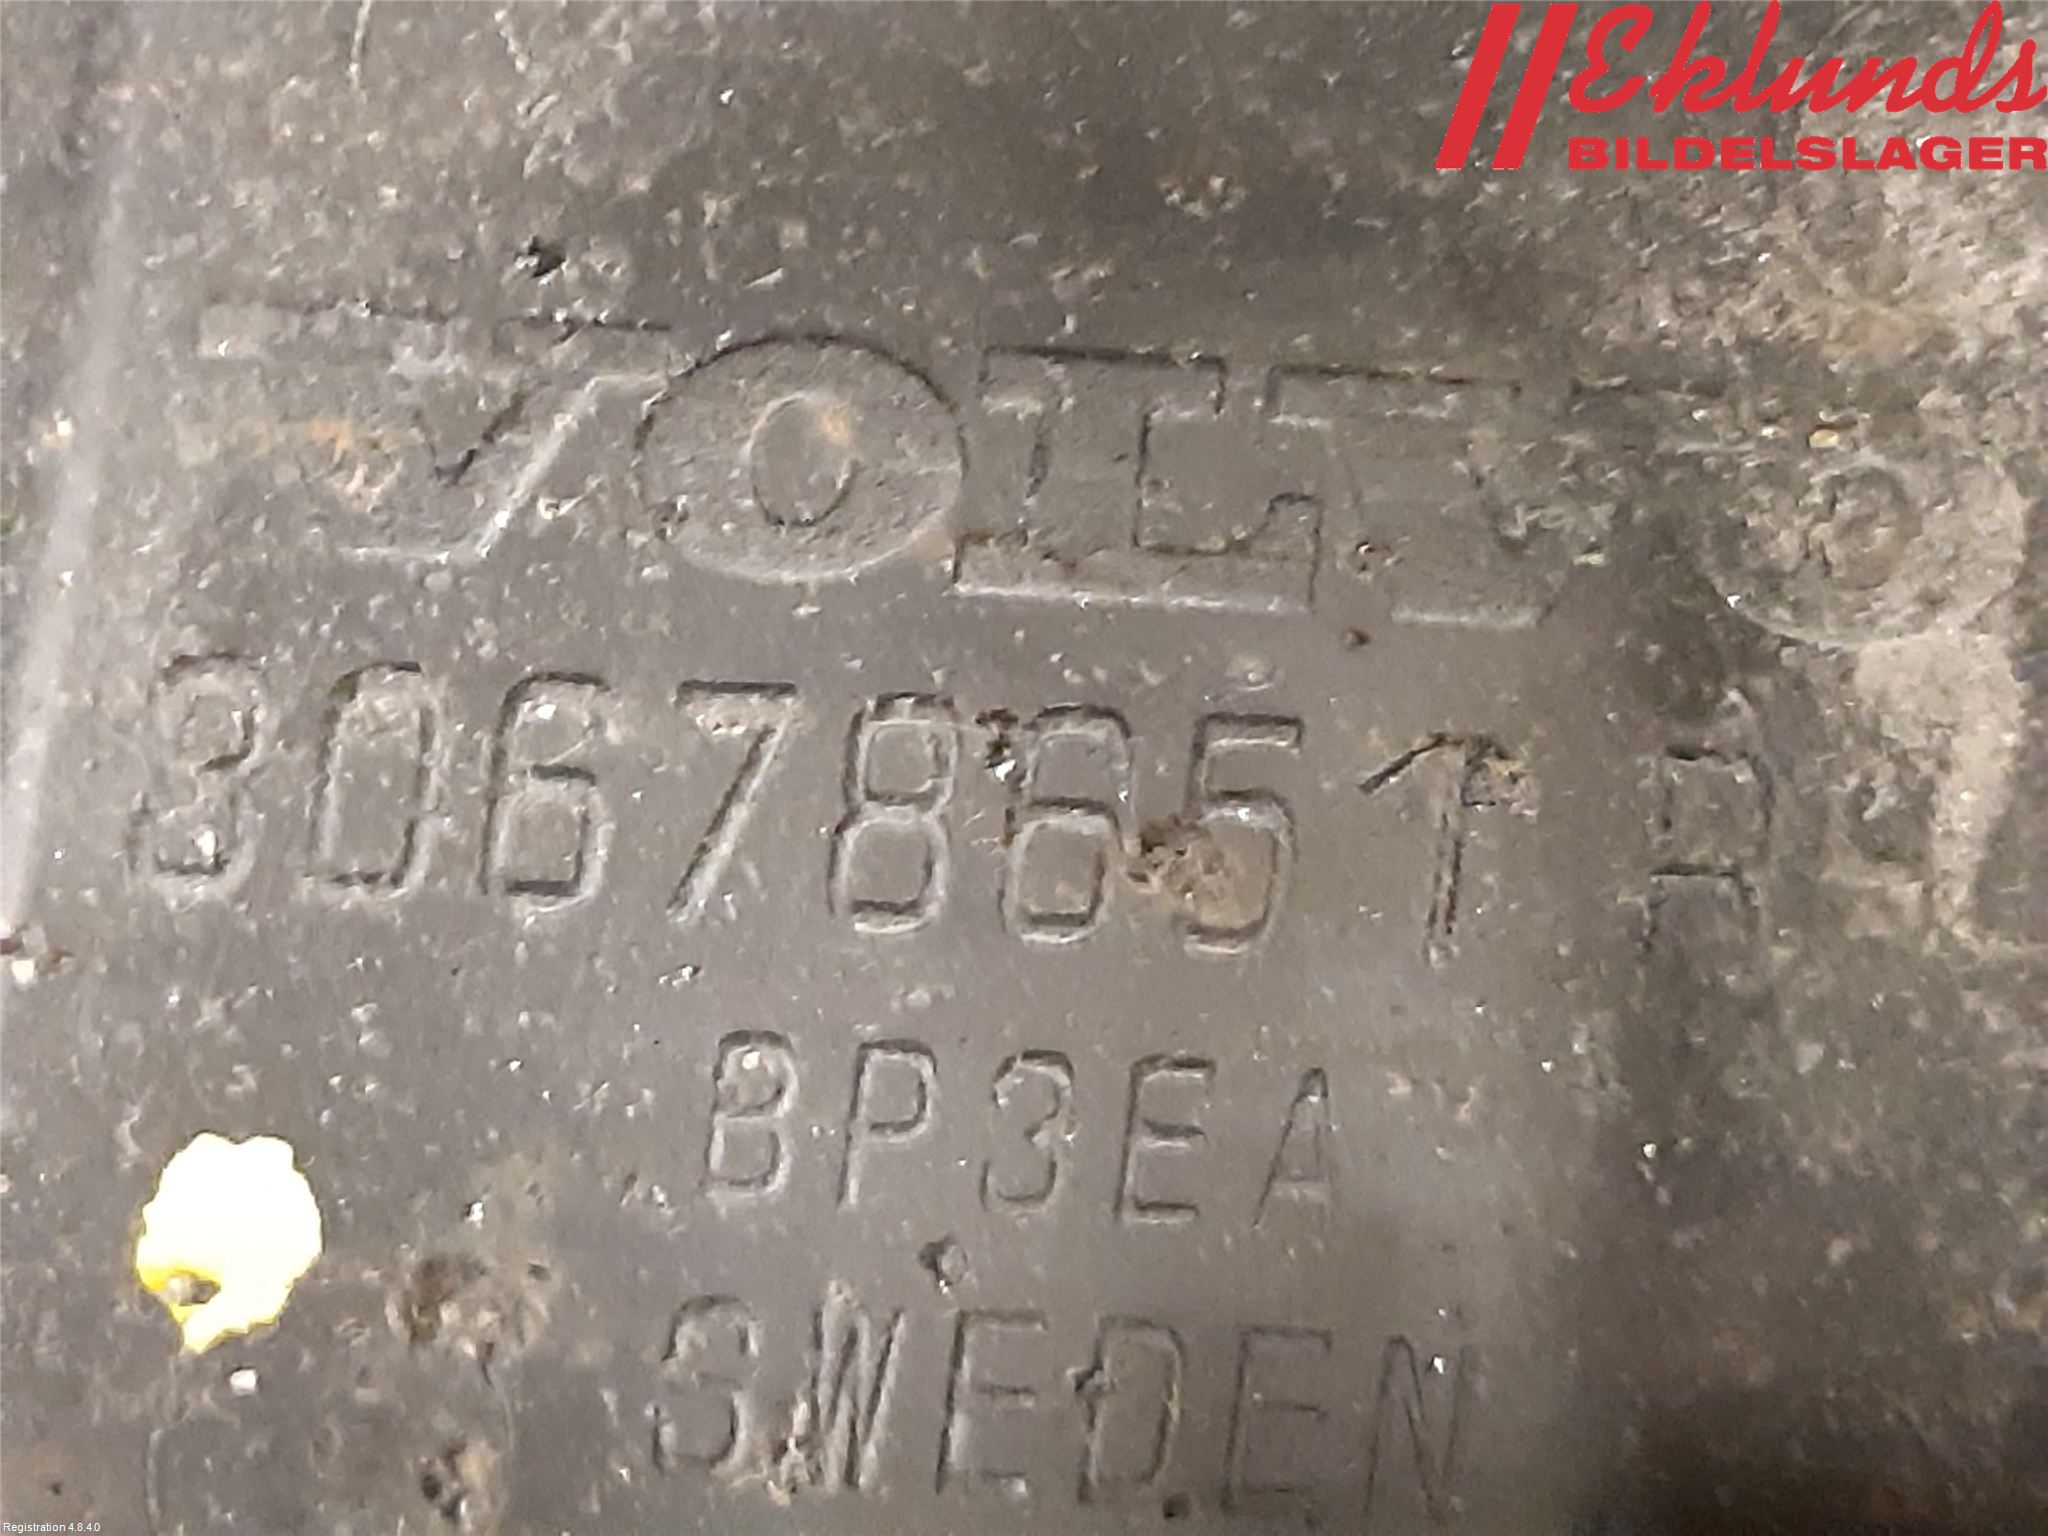 Eklunds
BILDELSLAGER
VOLVO
30678651 A
BP3EA
SWEDEN
Registration 4.8.4.0